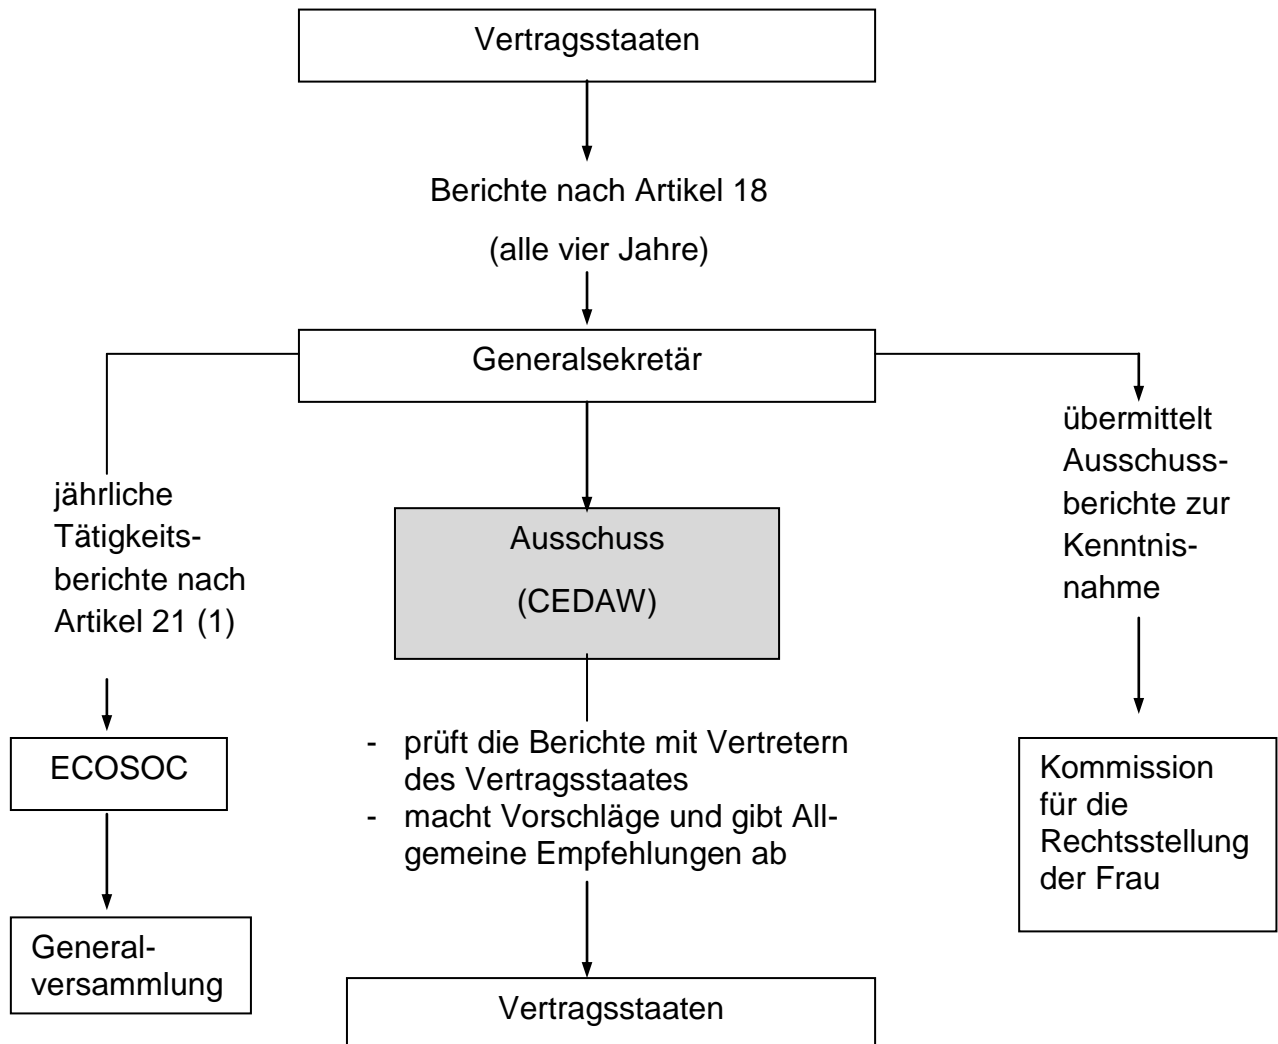 Vertragsstaaten
Berichte nach Artikel 18
(alle vier Jahre)
Generalsekretär
jährliche
Tätigkeits-
berichte nach
Artikel 21 (1)
ECOSOC
General-
versammlung
Ausschuss
(CEDAW)
- prüft die Berichte mit Vertretern
des Vertragsstaates
- macht Vorschläge und gibt All-
gemeine Empfehlungen ab
Vertragsstaaten
übermittelt
Ausschuss-
berichte zur
Kenntnis-
nahme
Kommission
für die
Rechtsstellung
der Frau